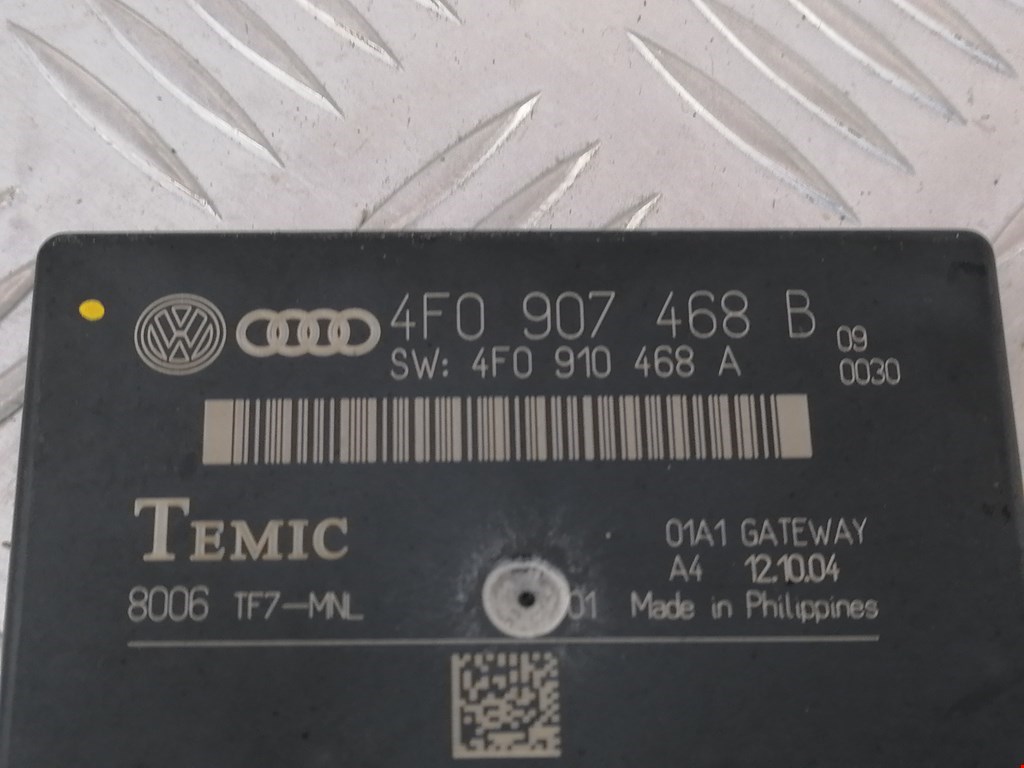 4F0 907 468 B 09
SW: 4F0 910 468 A 0030
TEMIC 01A1 GATEWAY
A4 12.10.04
8006 TF7-MNL 01 Made in Philippines